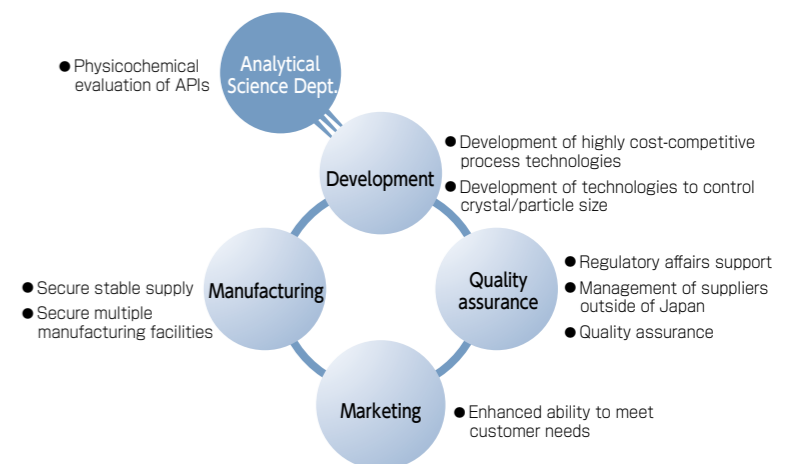 ● Physicochemical
evaluation of APIs
Analytical
Science Dept.
Development
● Development of highly cost-competitive
process technologies
● Development of technologies to control
crystal/particle size
Manufacturing
● Secure stable supply
● Secure multiple
manufacturing facilities
Quality
assurance
● Regulatory affairs support
● Management of suppliers
outside of Japan
● Quality assurance
Marketing
● Enhanced ability to meet
customer needs